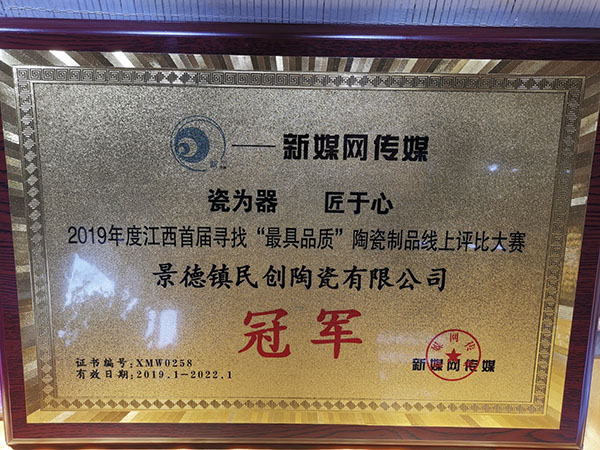 新媒网传媒
瓷为器 匠于心
2019年度江西首届寻找“最具品质”陶瓷制品线上评比大赛
景德镇民创陶瓷有限公司
冠军
证书编号:XMW0258
有效日期:2019.1-2022.1
新媒网传媒